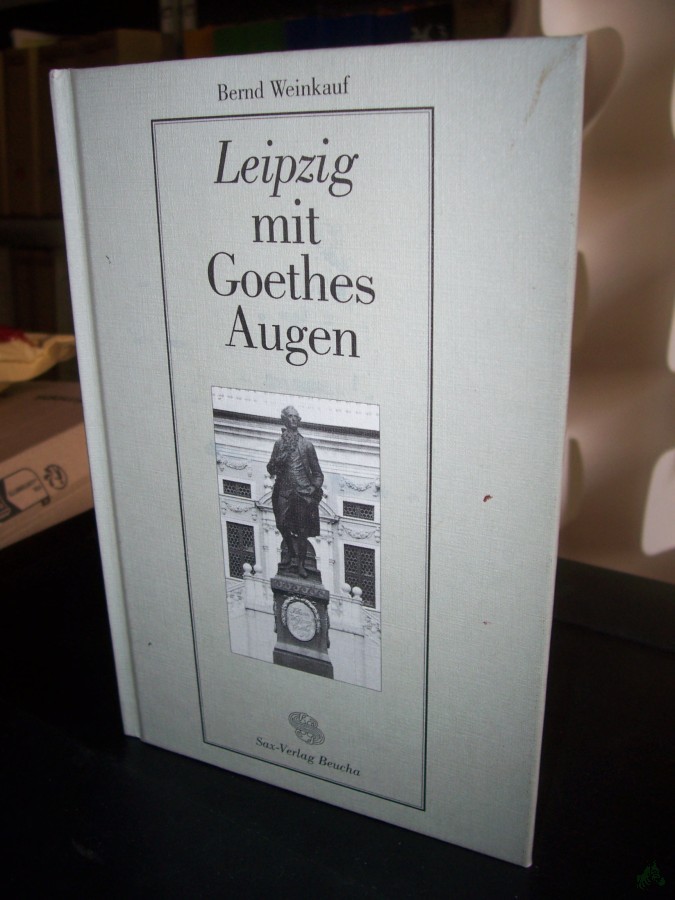 Bernd Weinkauf
Leipzig
mit
Goethes
Augen
Sax-Verlag Beucha